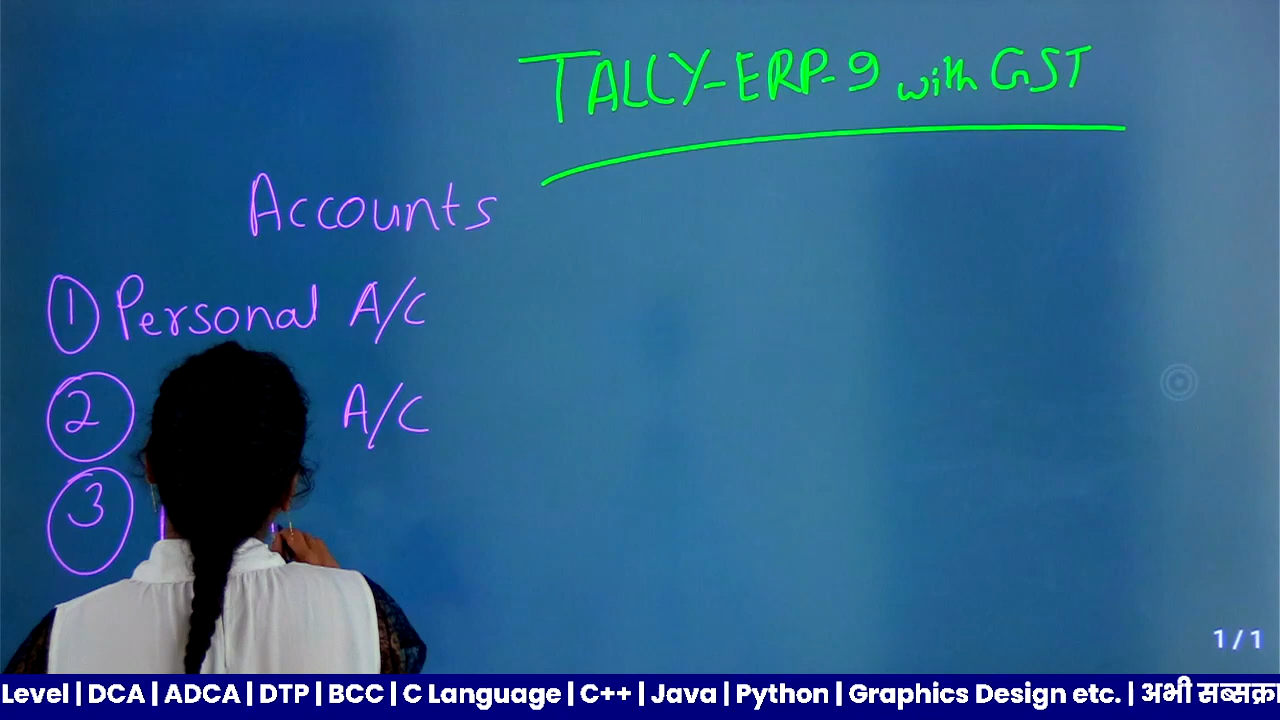 TALLY-ERP-9 with GST
Accounts
1 Personal A/C
2 A/C
3
1/1
Level | DCA | ADCA | DTP | BCC | C Language | C++ | Java | Python | Graphics Design etc. | अभी सब्सक्रा